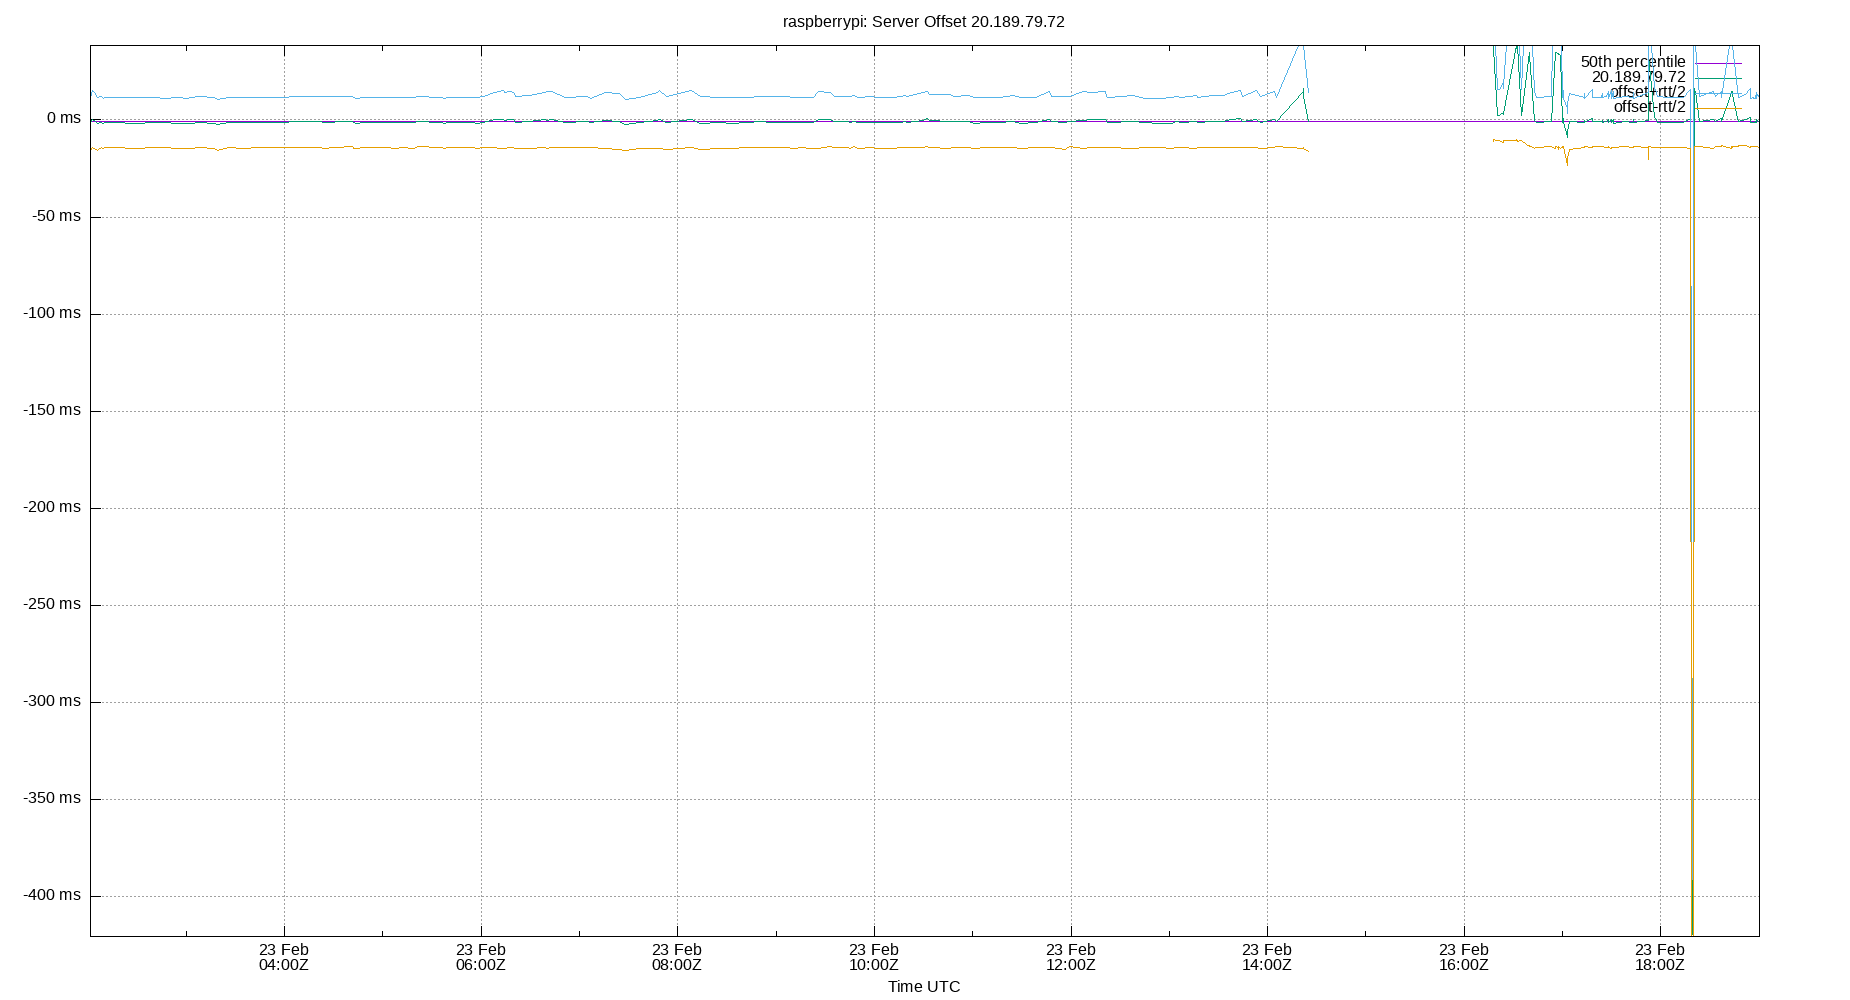 raspberrypi: Server Offset 20.189.79.72
50th percentile
20.189.79.72
offset+rtt/2
offset-rtt/2
0 ms
-50 ms
-100 ms
-150 ms
-200 ms
-250 ms
-300 ms
-350 ms
-400 ms
23 Feb 23 Feb 23 Feb 23 Feb 23 Feb 23 Feb 23 Feb 23 Feb
04:00Z 06:00Z 08:00Z 10:00Z 12:00Z 14:00Z 16:00Z 18:00Z
Time UTC